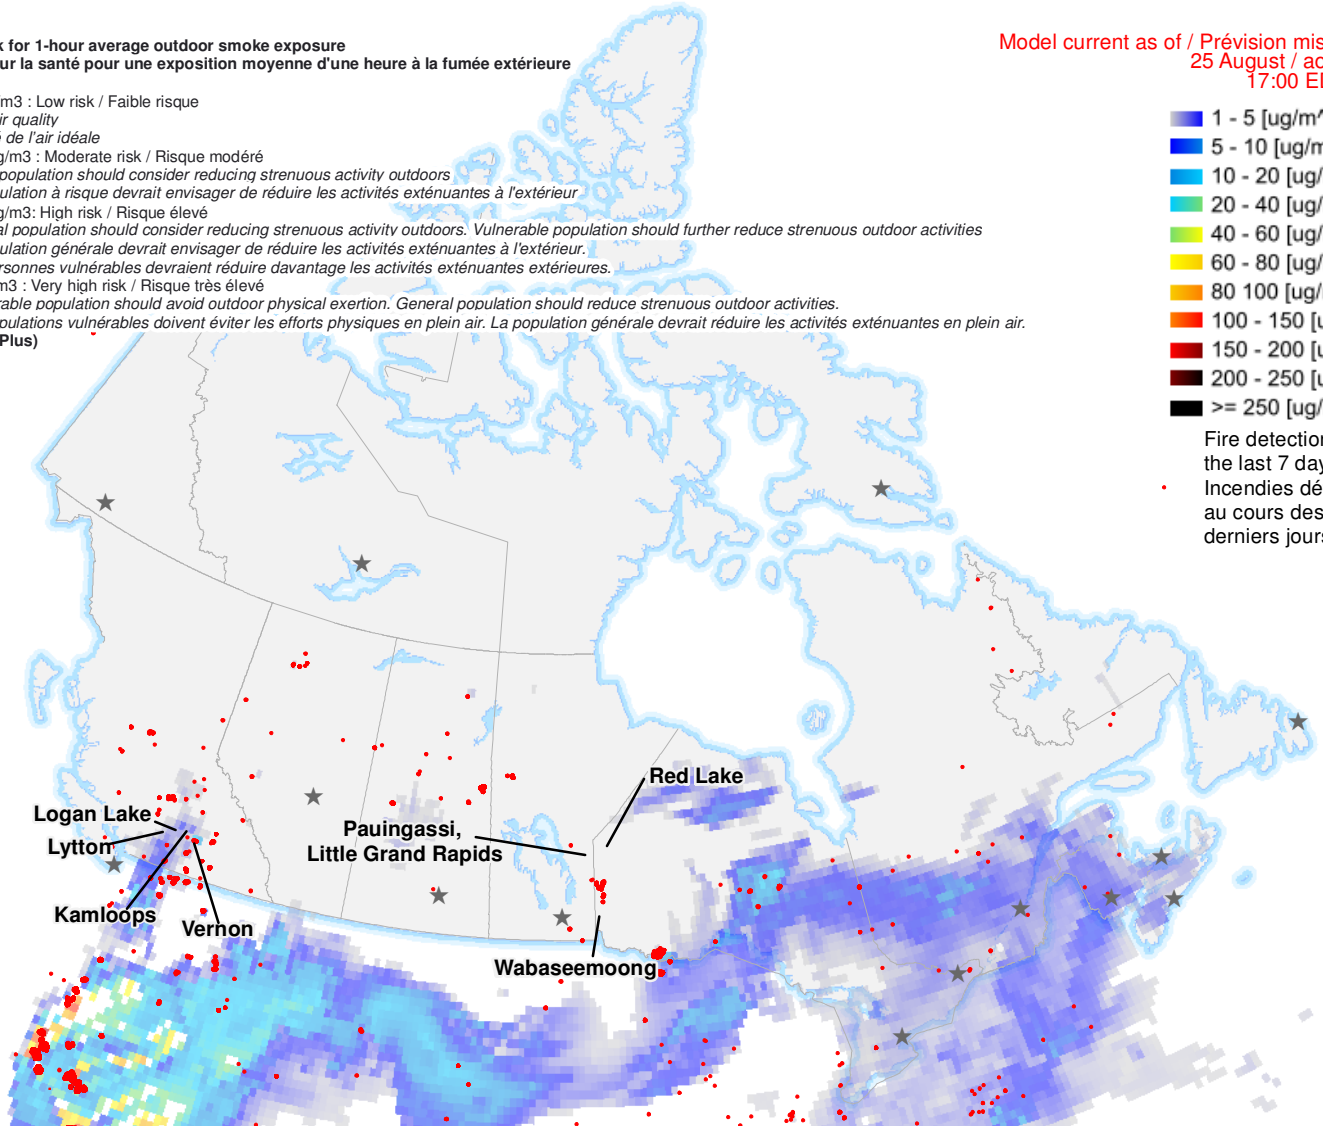 k for 1-hour average outdoor smoke exposure
ur la santé pour une exposition moyenne d'une heure à la fumée extérieure
/m3 : Low risk / Faible risque
ir quality
é de l'air idéale
g/m3 : Moderate risk / Risque modéré
population should consider reducing strenuous activity outdoors
ulation à risque devrait envisager de réduire les activités exténuantes à l'extérieur
g/m3: High risk / Risque élevé
al population should consider reducing strenuous activity outdoors. Vulnerable population should further reduce strenuous outdoor activities
ulation générale devrait envisager de réduire les activités exténuantes à l'extérieur.
rsonnes vulnérables devraient réduire davantage les activités exténuantes extérieures.
m3 : Very high risk / Risque très élevé
rable population should avoid outdoor physical exertion. General population should reduce strenuous outdoor activities.
opulations vulnérables doivent éviter les efforts physiques en plein air. La population générale devrait réduire les activités exténuantes en plein air.
Plus)
Model current as of / Prévision mis
25 August / ao
17:00 E
1 - 5 [ug/m^
5 - 10 [ug/m
10 - 20 [ug/
20 - 40 [ug/
40 - 60 [ug/
60 - 80 [ug/
80 100 [ug/
100 - 150 [u
150 - 200 [u
200 - 250 [u
>= 250 [ug/
Fire detection
the last 7 day
Incendies dé
au cours des
derniers jours
Red Lake
Logan Lake
Lytton
Pauingassi,
Little Grand Rapids
Kamloops
Vernon
Wabaseemoong